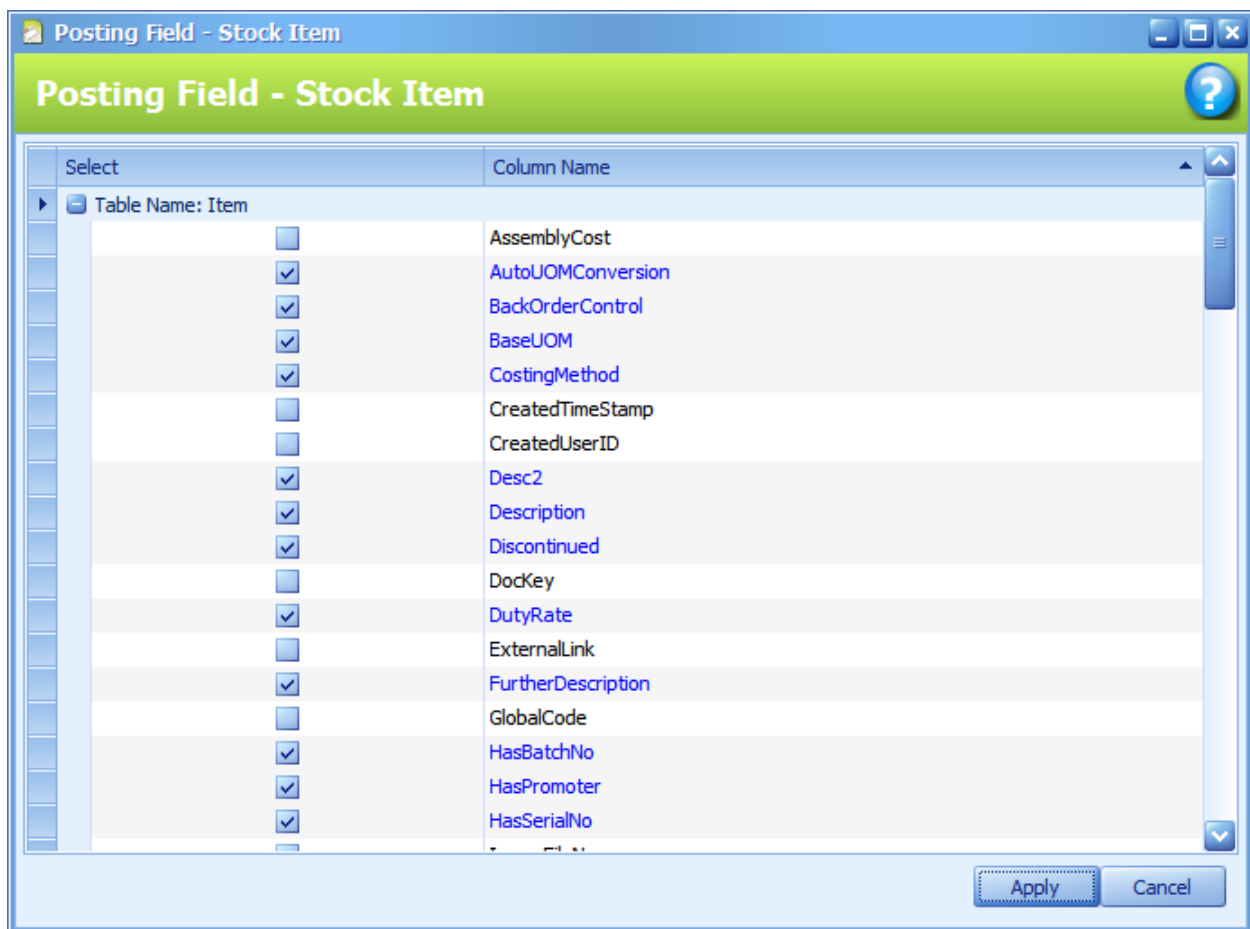 Posting Field - Stock Item
Posting Field - Stock Item
?
Select Column Name
Table Name: Item
AssemblyCost
AutoUOMConversion
BackOrderControl
BaseUOM
CostingMethod
CreatedTimeStamp
CreatedUserID
Desc2
Description
Discontinued
DocKey
DutyRate
ExternalLink
FurtherDescription
GlobalCode
HasBatchNo
HasPromoter
HasSerialNo
Apply Cancel